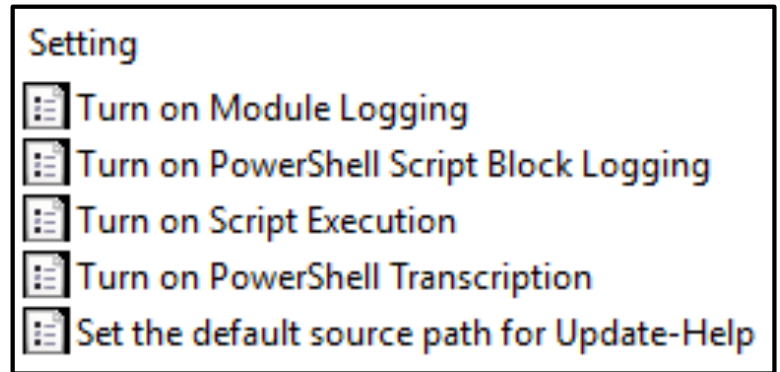 Setting
Turn on Module Logging
Turn on PowerShell Script Block Logging
Turn on Script Execution
Turn on PowerShell Transcription
Set the default source path for Update-Help